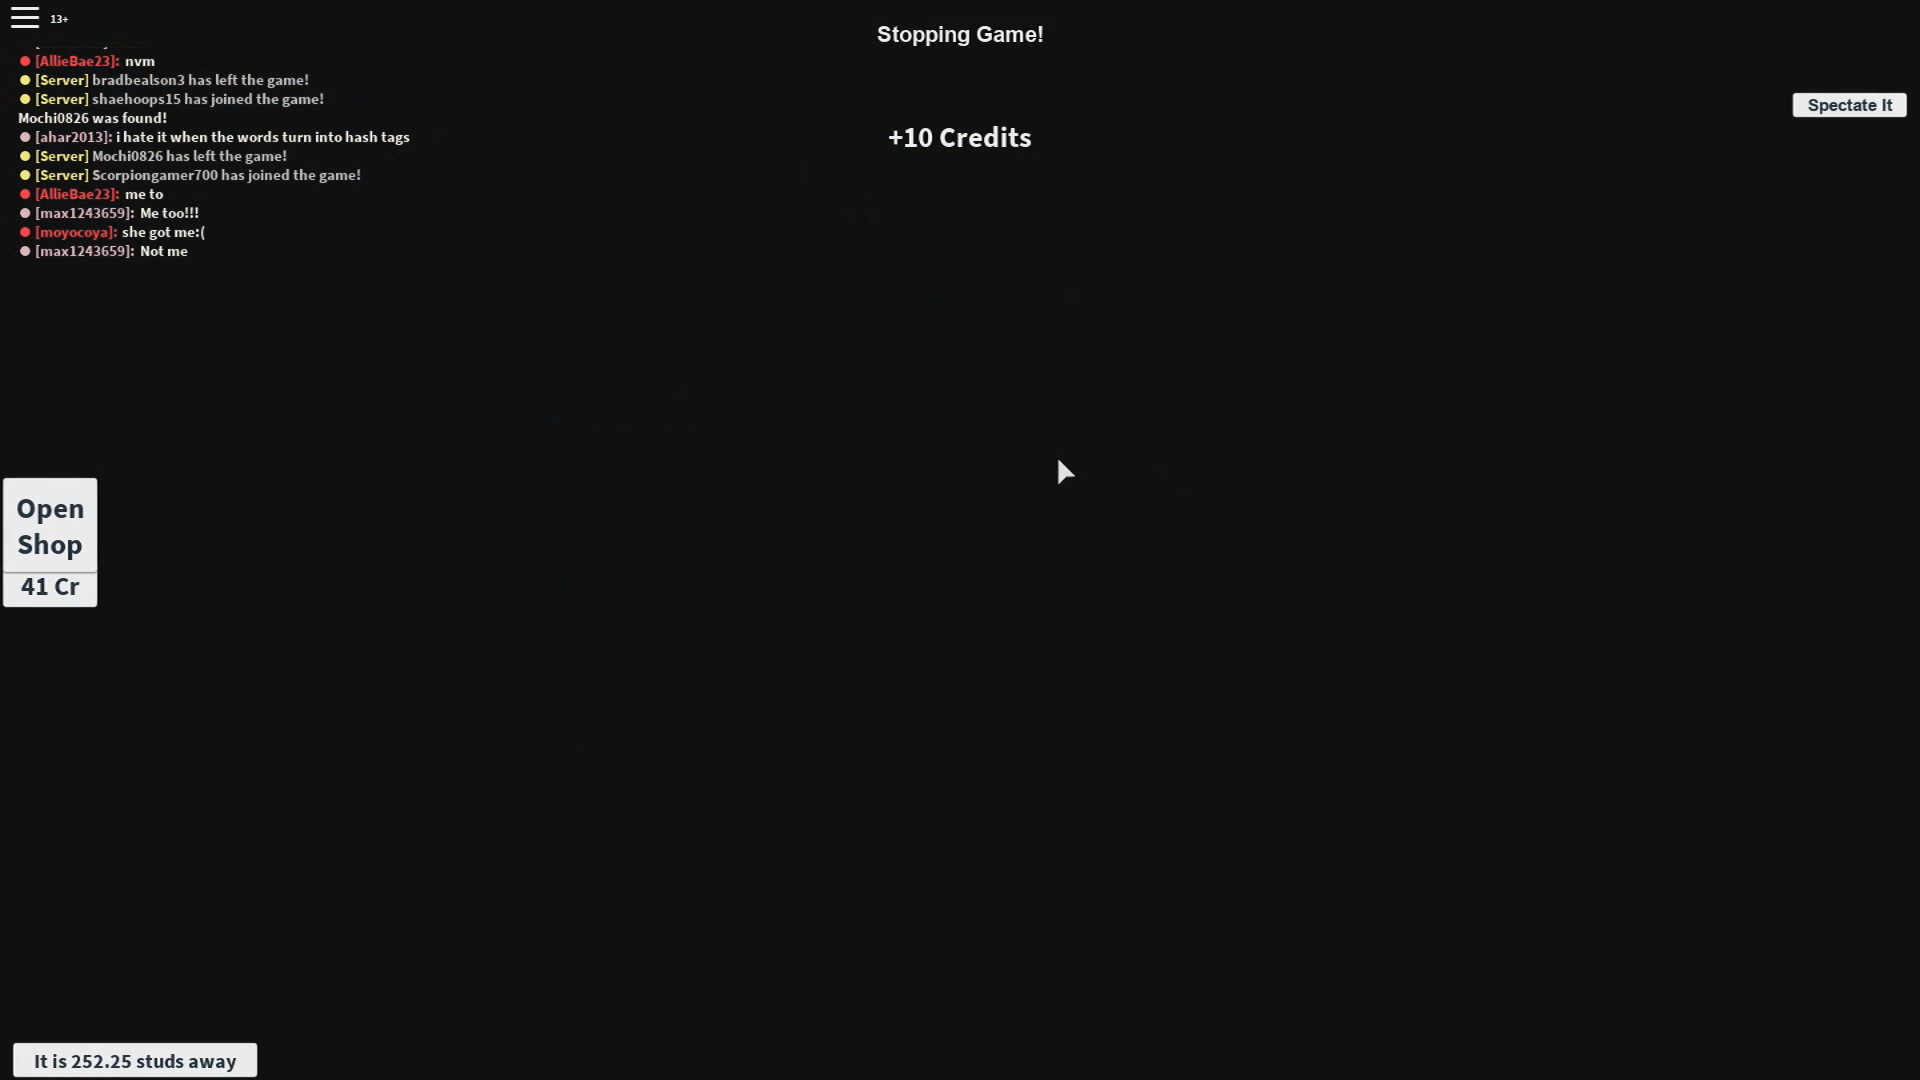 13+
Stopping Game!
[AllieBae23]: nvm
[Server] bradbealson3 has left the game!
[Server] shaehoops15 has joined the game!
Mochi0826 was found!
[ahar2013]: i hate it when the words turn into hash tags
[Server] Mochi0826 has left the game!
[Server] Scorpiongamer700 has joined the game!
[AllieBae23]: me to
[max1243659]: Me too!!!
[moyocoya]: she got me:(
[max1243659]: Not me
+10 Credits
Spectate It
Open
Shop
41 Cr
It is 252.25 studs away